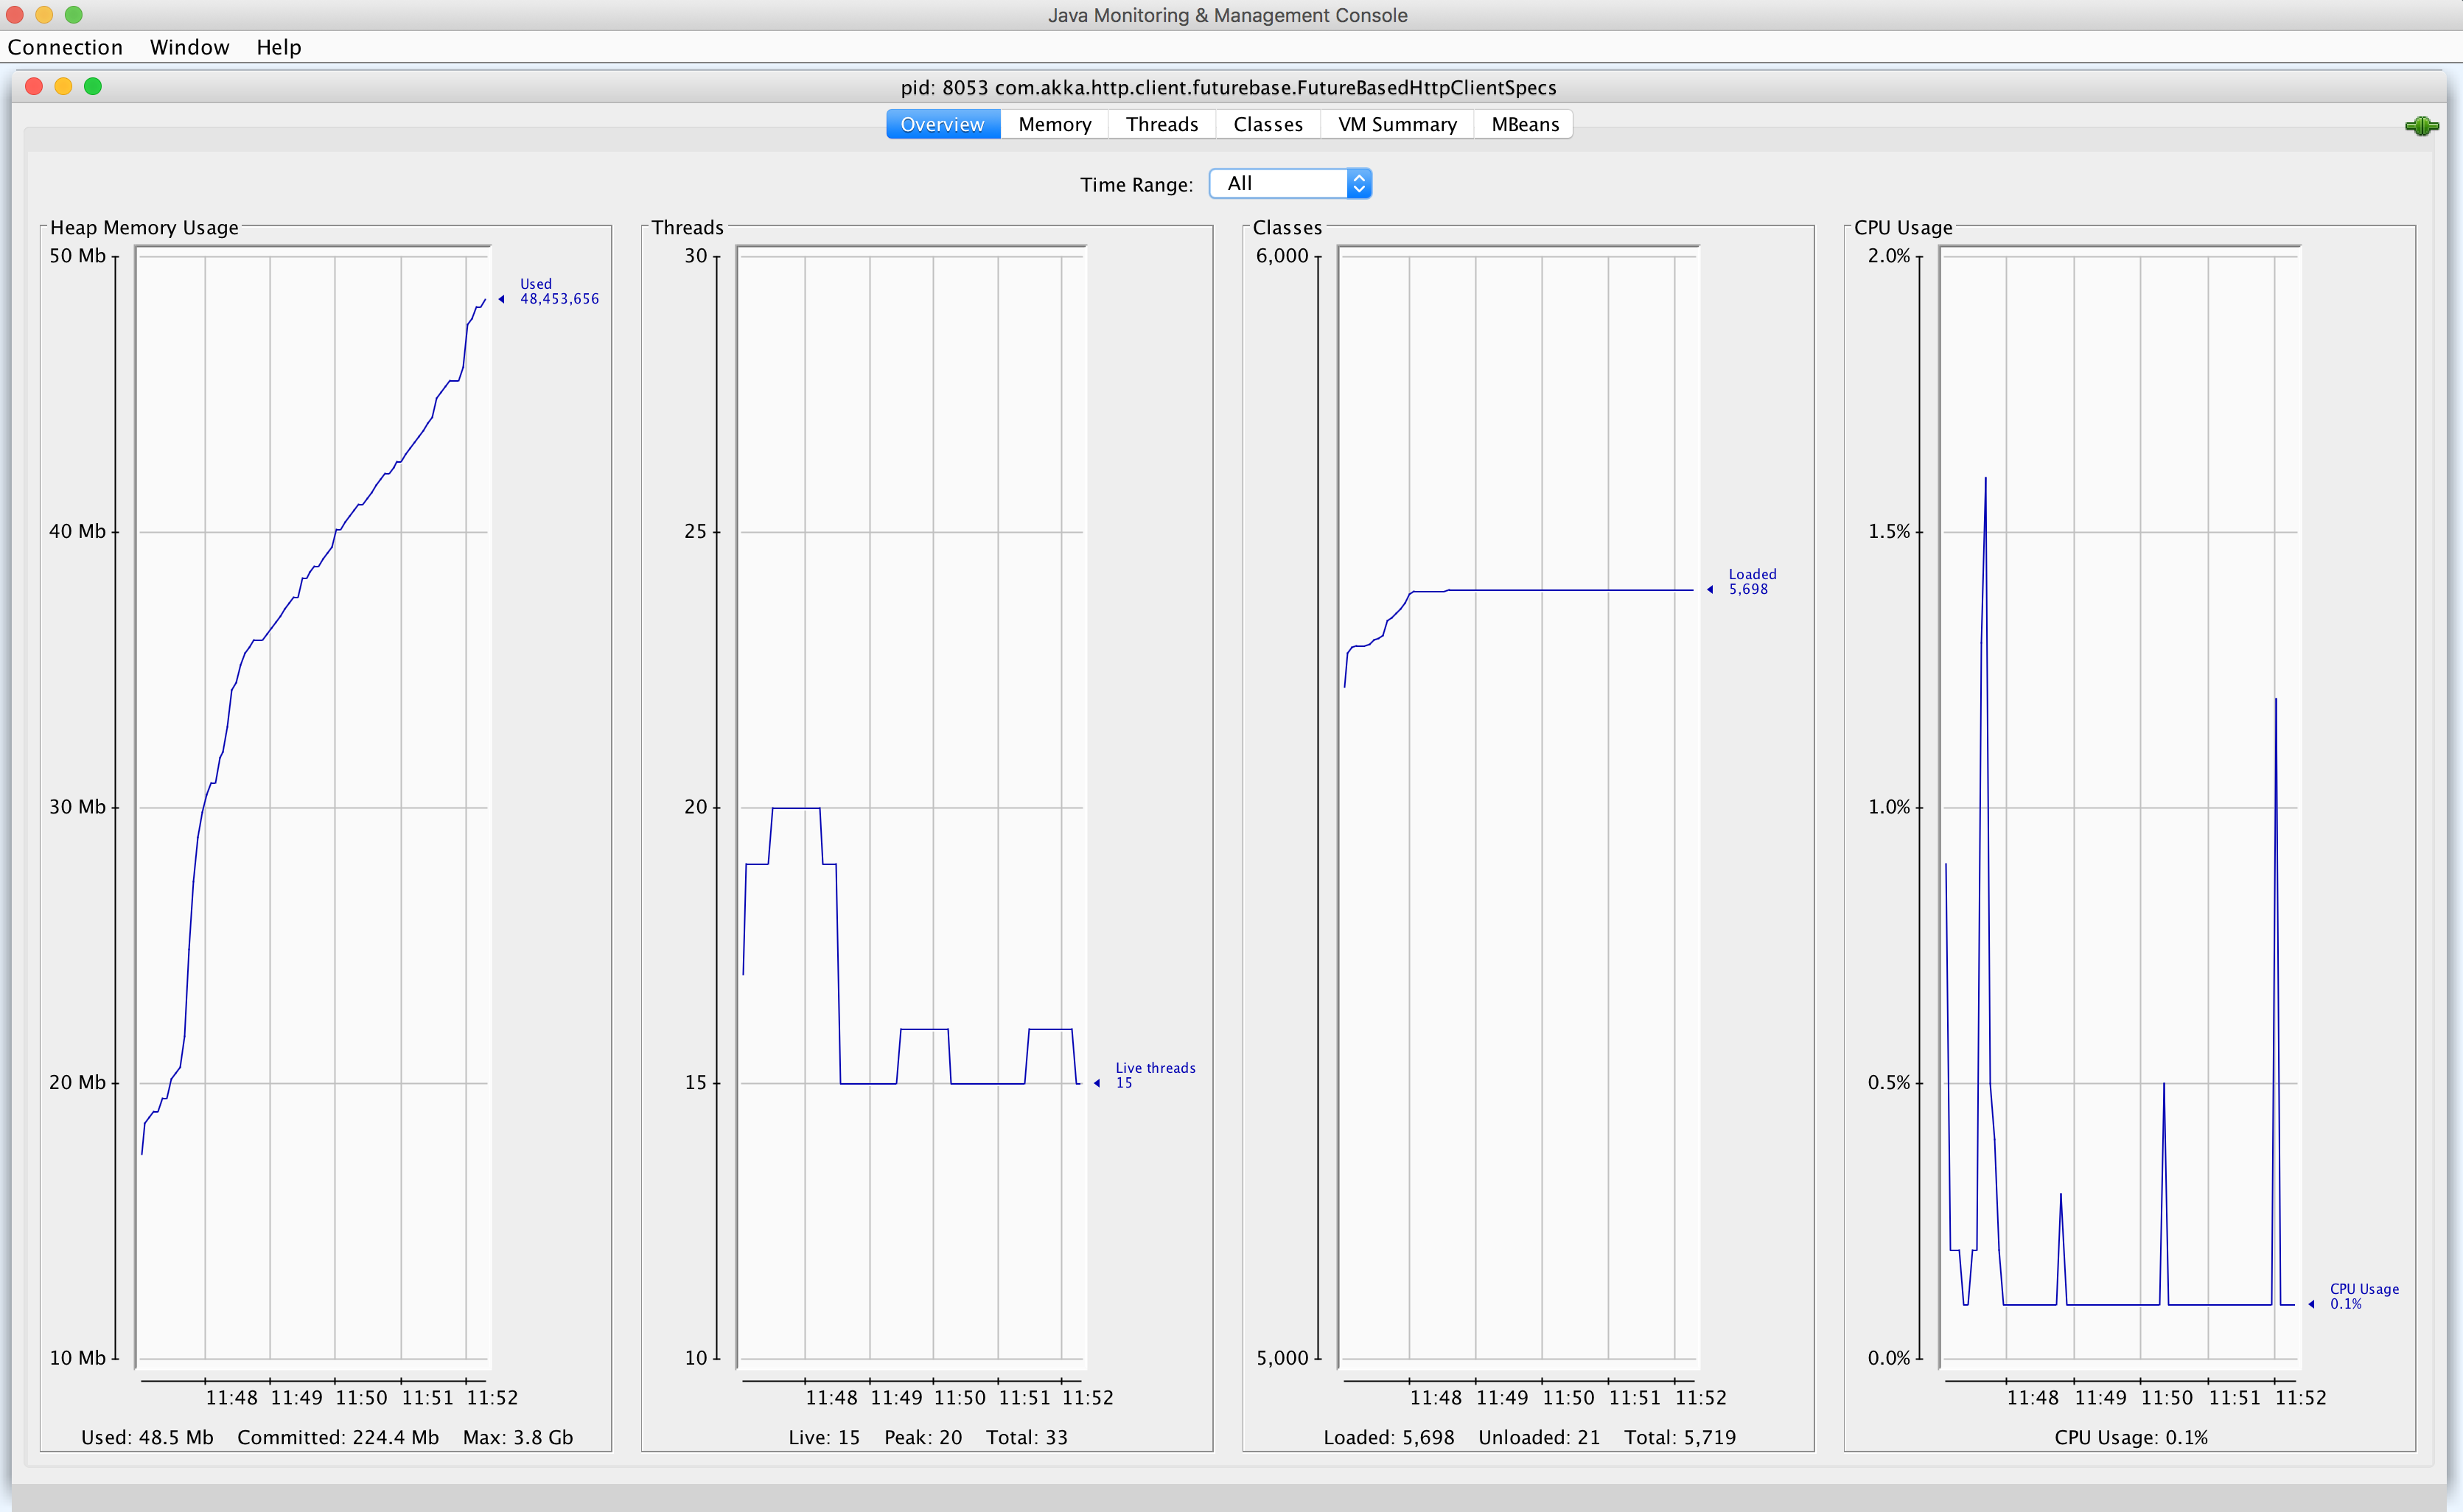 Java Monitoring & Management Console
Connection Window Help
pid: 8053 com.akka.http.client.futurebase.FutureBasedHttpClientSpecs
Overview Memory Threads Classes VM Summary MBeans
Time Range: All
Heap Memory Usage
50 Mb
40 Mb
30 Mb
20 Mb
10 Mb
Used
48,453,656
11:48 11:49 11:50 11:51 11:52
Used: 48.5 Mb Committed: 224.4 Mb Max: 3.8 Gb
Threads
30
25
20
15
10
Live threads
15
11:48 11:49 11:50 11:51 11:52
Live: 15 Peak: 20 Total: 33
Classes
6,000
5,000
Loaded
5,698
11:48 11:49 11:50 11:51 11:52
Loaded: 5,698 Unloaded: 21 Total: 5,719
CPU Usage
2.0%
1.5%
1.0%
0.5%
0.0%
CPU Usage
0.1%
11:48 11:49 11:50 11:51 11:52
CPU Usage: 0.1%